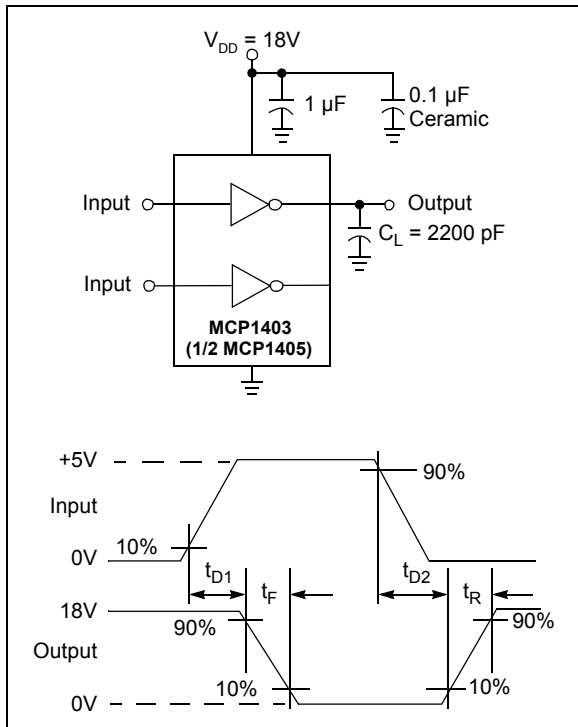 V_DD = 18V
1 µF
0.1 µF
Ceramic
Input
Output
C_L = 2200 pF
Input
MCP1403
(1/2 MCP1405)
+5V
Input
90%
10%
0V
t_D1
t_F
t_D2
t_R
18V
90%
90%
Output
10%
10%
0V